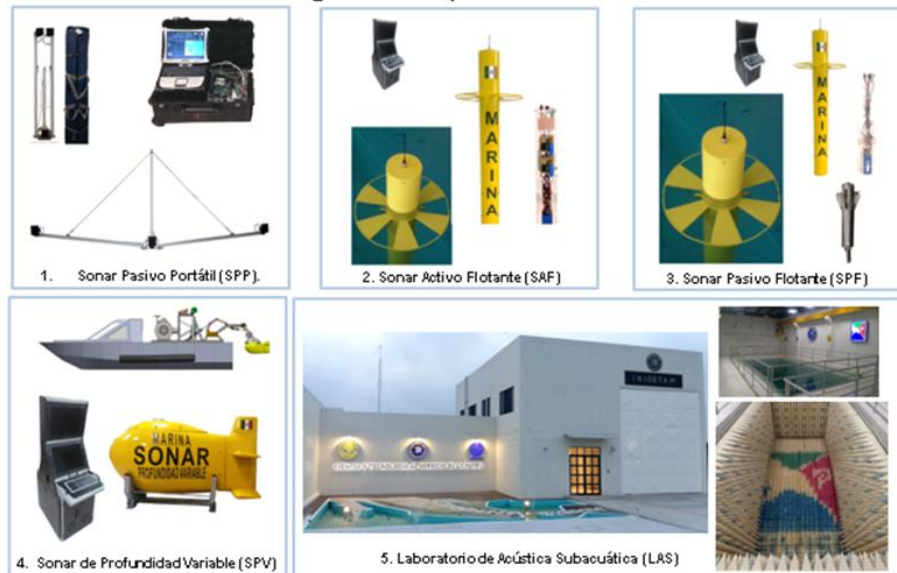 1. Sonar Pasivo Portátil (SPP).
MARINA
2. Sonar Activo Flotante (SAF)
MARINA
3. Sonar Pasivo Flotante (SPF)
MARINA
SONAR
PROFUNDIDAD VARIABLE
4. Sonar de Profundidad Variable (SPV)
INIDETAM
5. Laboratorio de Acústica Subacuática (LAS)